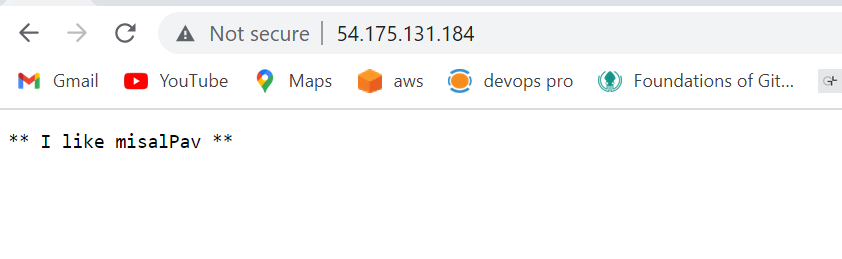 Not secure | 54.175.131.184
Gmail YouTube Maps aws devops pro Foundations of Git... G+
** I like misalPav **